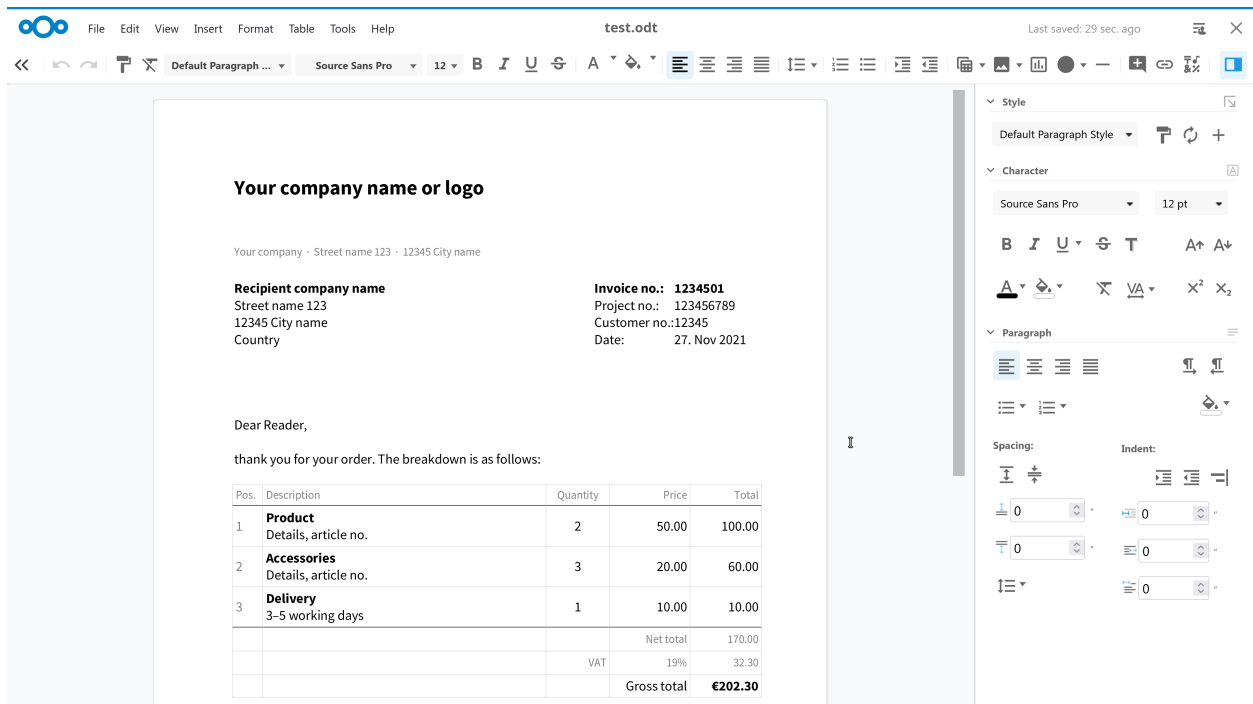 File Edit View Insert Format Table Tools Help test.odt Last saved: 29 sec. ago
Default Paragraph ... Source Sans Pro 12 B I U S A
Style
Default Paragraph Style
Character
Source Sans Pro 12 pt
B I U S T A A
A VA X² X₂
Paragraph
Spacing: Indent:
0 0
0 0
0
Your company name or logo
Your company · Street name 123 · 12345 City name
Recipient company name
Street name 123
12345 City name
Country
Invoice no.: 1234501
Project no.: 123456789
Customer no.:12345
Date: 27. Nov 2021
Dear Reader,
thank you for your order. The breakdown is as follows:
Pos. Description Quantity Price Total
1 Product 2 50.00 100.00
Details, article no.
2 Accessories 3 20.00 60.00
Details, article no.
3 Delivery 1 10.00 10.00
3–5 working days
Net total 170.00
VAT 19% 32.30
Gross total €202.30